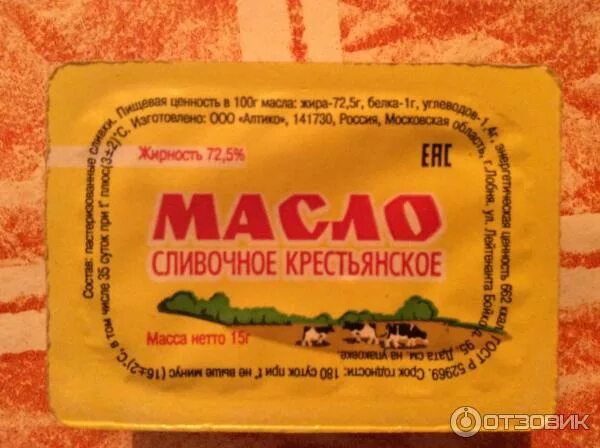 Состав: пастеризованные сливки. Пищевая ценность в 100г масла: жира-72,5г, белка-1г, углеводов-1,4г, энергетическая ценность 662 ккал. ГОСТ Р 52969. Срок годности: 180 суток при t° не выше минус (16±2)°С, в том числе 35 суток при t° плюс(3±2)°С. Изготовлено: ООО «Алтико», 141730, Россия, Московская область, г.Лобня, ул. Лейтенанта Бойко, д. 95. Дата см. на упаковке.
Жирность 72,5%
ЕАС
МАСЛО
СЛИВОЧНОЕ КРЕСТЬЯНСКОЕ
Масса нетто 15г
ОТЗОВИК